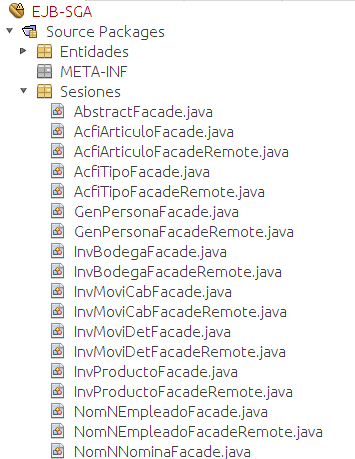 EJB-SGA
Source Packages
Entidades
META-INF
Sesiones
AbstractFacade.java
AcfiArticuloFacade.java
AcfiArticuloFacadeRemote.java
AcfiTipoFacade.java
AcfiTipoFacadeRemote.java
GenPersonaFacade.java
GenPersonaFacadeRemote.java
InvBodegaFacade.java
InvBodegaFacadeRemote.java
InvMoviCabFacade.java
InvMoviCabFacadeRemote.java
InvMoviDetFacade.java
InvMoviDetFacadeRemote.java
InvProductoFacade.java
InvProductoFacadeRemote.java
NomNEmpleadoFacade.java
NomNEmpleadoFacadeRemote.java
NomNNominaFacade.java